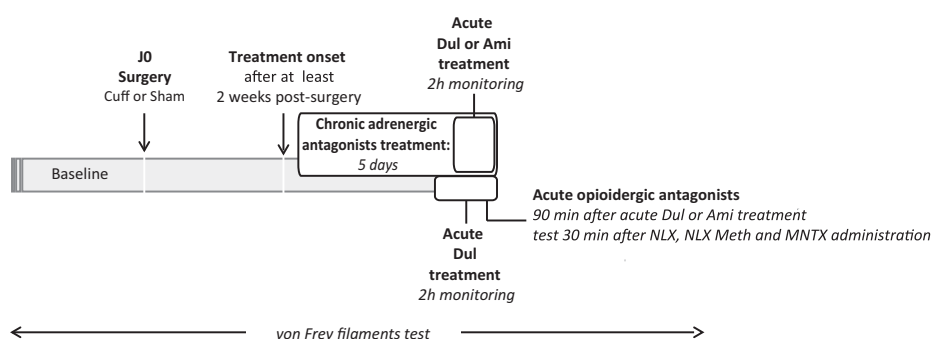 Acute
Dul or Ami
treatment
2h monitoring
J0
Surgery
Cuff or Sham
Treatment onset
after at least
2 weeks post-surgery
Chronic adrenergic
antagonists treatment:
5 days
Baseline
Acute opioidergic antagonists
90 min after acute Dul or Ami treatment
test 30 min after NLX, NLX Meth and MNTX administration
Acute
Dul
treatment
2h monitoring
von Frey filaments test